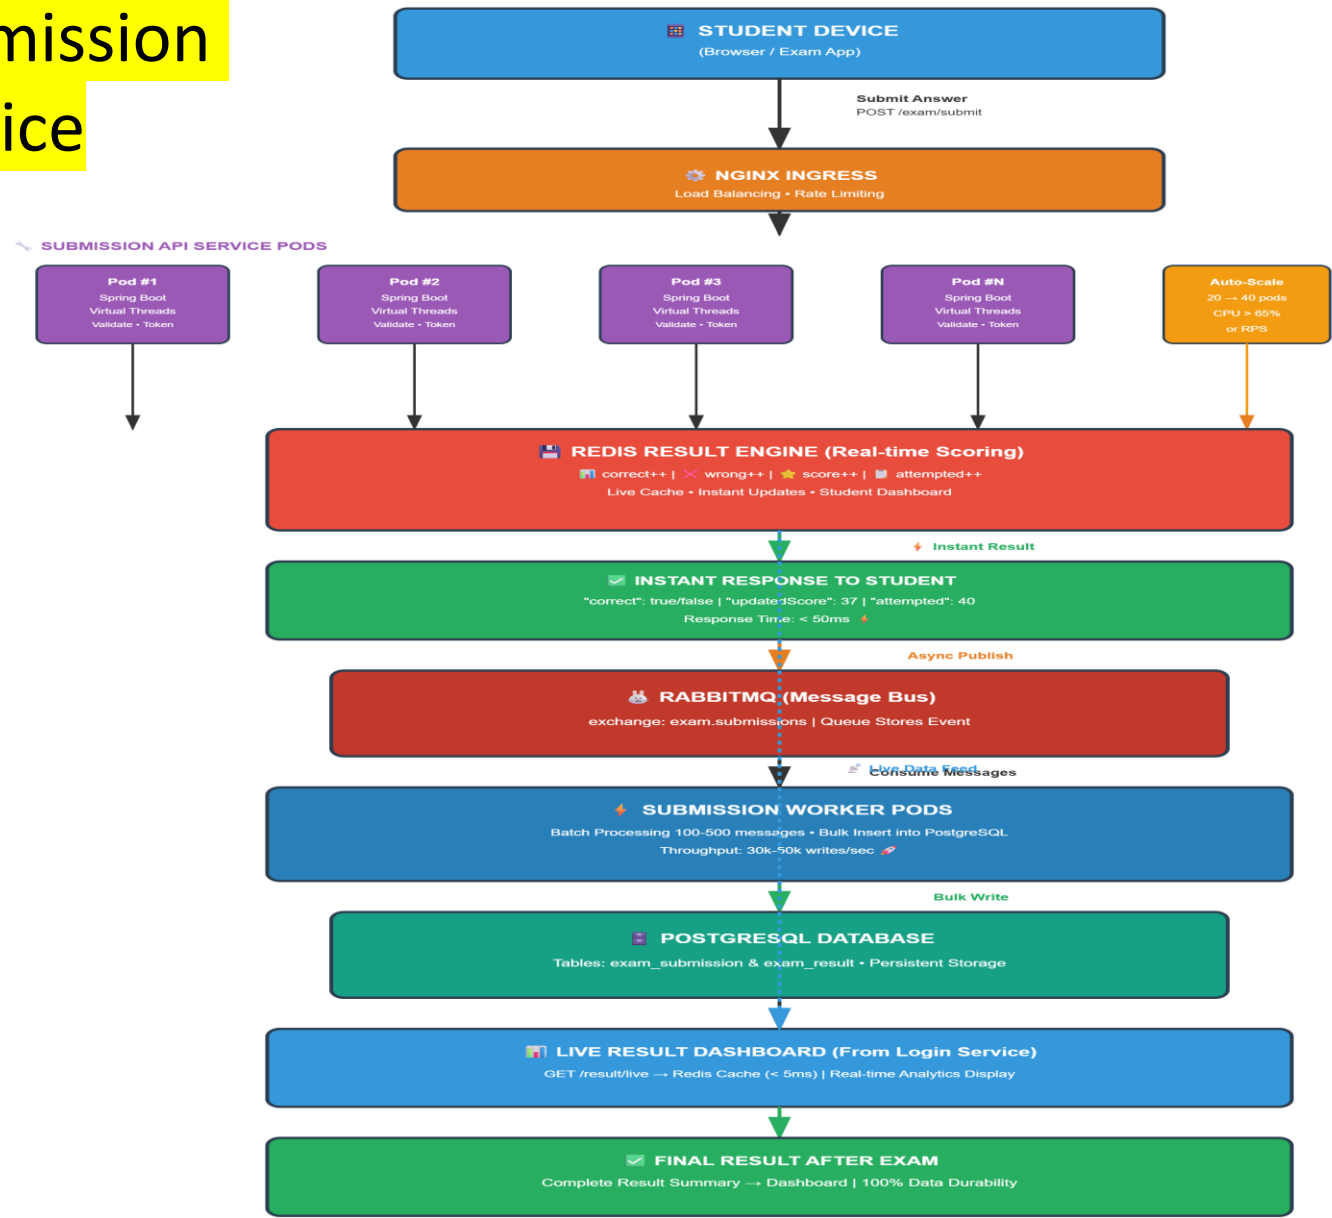 mission
ice
STUDENT DEVICE
(Browser / Exam App)
Submit Answer
POST /exam/submit
NGINX INGRESS
Load Balancing • Rate Limiting
SUBMISSION API SERVICE PODS
Pod #1
Spring Boot
Virtual Threads
Validate • Token
Pod #2
Spring Boot
Virtual Threads
Validate • Token
Pod #3
Spring Boot
Virtual Threads
Validate • Token
Pod #N
Spring Boot
Virtual Threads
Validate • Token
Auto-Scale
20 → 40 pods
CPU > 65%
or RPS
REDIS RESULT ENGINE (Real-time Scoring)
correct++ | wrong++ | score++ | attempted++
Live Cache • Instant Updates • Student Dashboard
Instant Result
INSTANT RESPONSE TO STUDENT
"correct": true/false | "updatedScore": 37 | "attempted": 40
Response Time: < 50ms
Async Publish
RABBITMQ (Message Bus)
exchange: exam.submissions | Queue Stores Event
Live Data Feed
Consume Messages
SUBMISSION WORKER PODS
Batch Processing 100-500 messages • Bulk Insert into PostgreSQL
Throughput: 30k-50k writes/sec
Bulk Write
POSTGRESQL DATABASE
Tables: exam_submission & exam_result • Persistent Storage
LIVE RESULT DASHBOARD (From Login Service)
GET /result/live → Redis Cache (< 5ms) | Real-time Analytics Display
FINAL RESULT AFTER EXAM
Complete Result Summary → Dashboard | 100% Data Durability